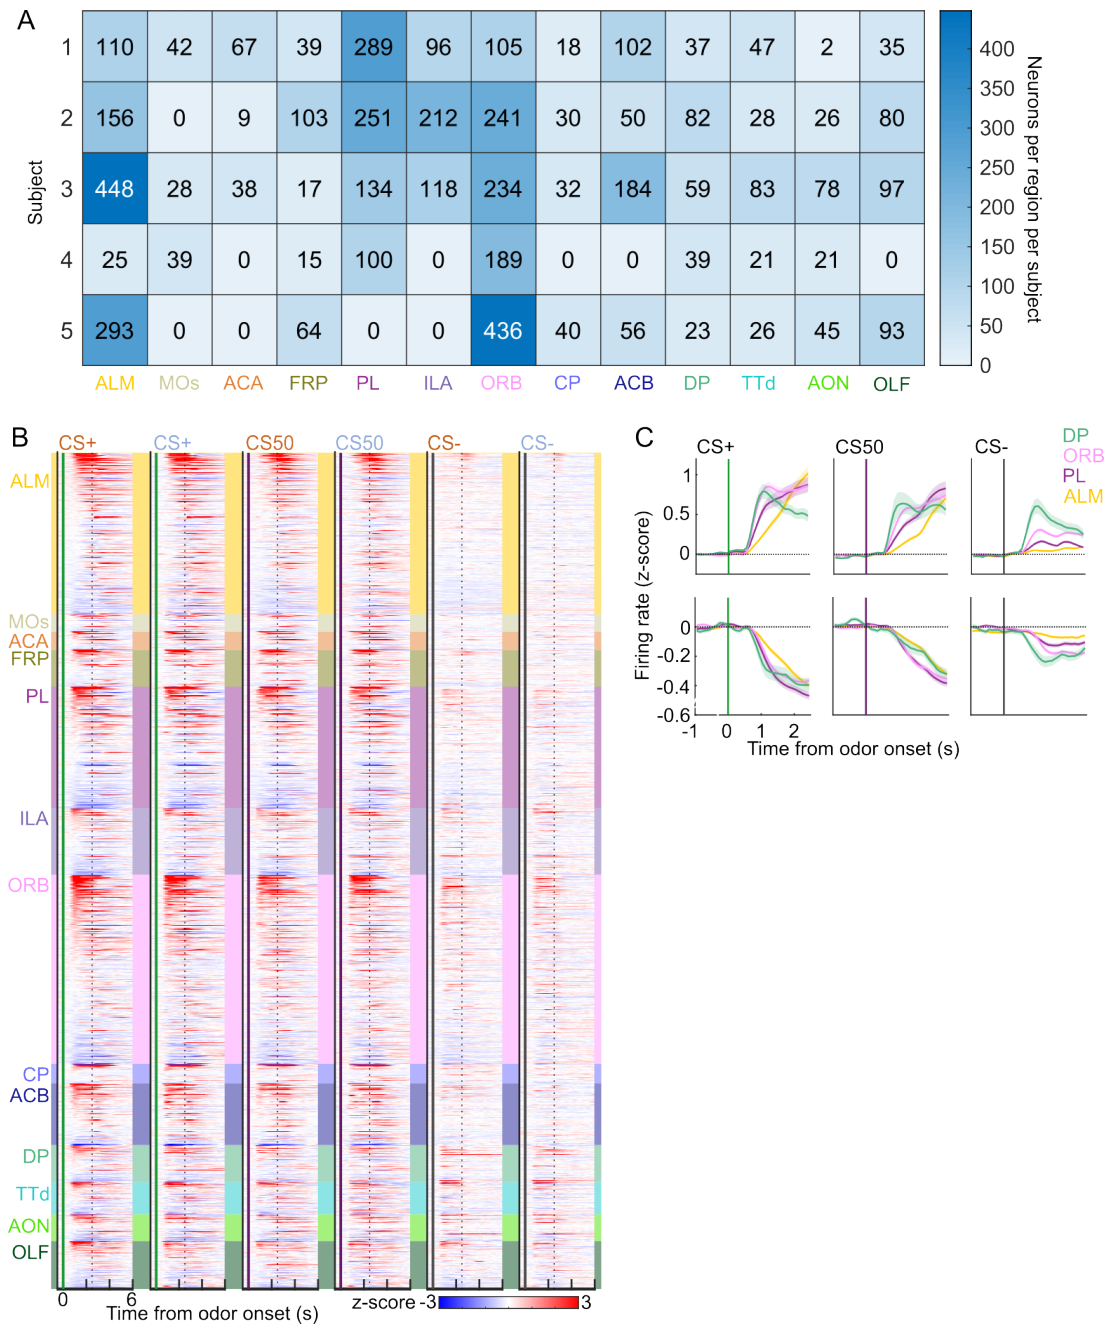 A
1 110 42 67 39 289 96 105 18 102 37 47 2 35
2 156 0 9 103 251 212 241 30 50 82 28 26 80
3 448 28 38 17 134 118 234 32 184 59 83 78 97
4 25 39 0 15 100 0 189 0 0 39 21 21 0
5 293 0 0 64 0 0 436 40 56 23 26 45 93
Subject
ALM MOs ACA FRP PL ILA ORB CP ACB DP TTd AON OLF
400
350
300
250
200
150
100
50
0
Neurons per region per subject
B
CS+ CS+ CS50 CS50 CS- CS-
ALM
MOs
ACA
FRP
PL
ILA
ORB
CP
ACB
DP
TTd
AON
OLF
0 6
Time from odor onset (s)
z-score -3 3
C
CS+ CS50 CS-
DP
ORB
PL
ALM
1
0.5
0
0
-0.2
-0.4
-0.6
Firing rate (z-score)
-1 0 1 2
Time from odor onset (s)